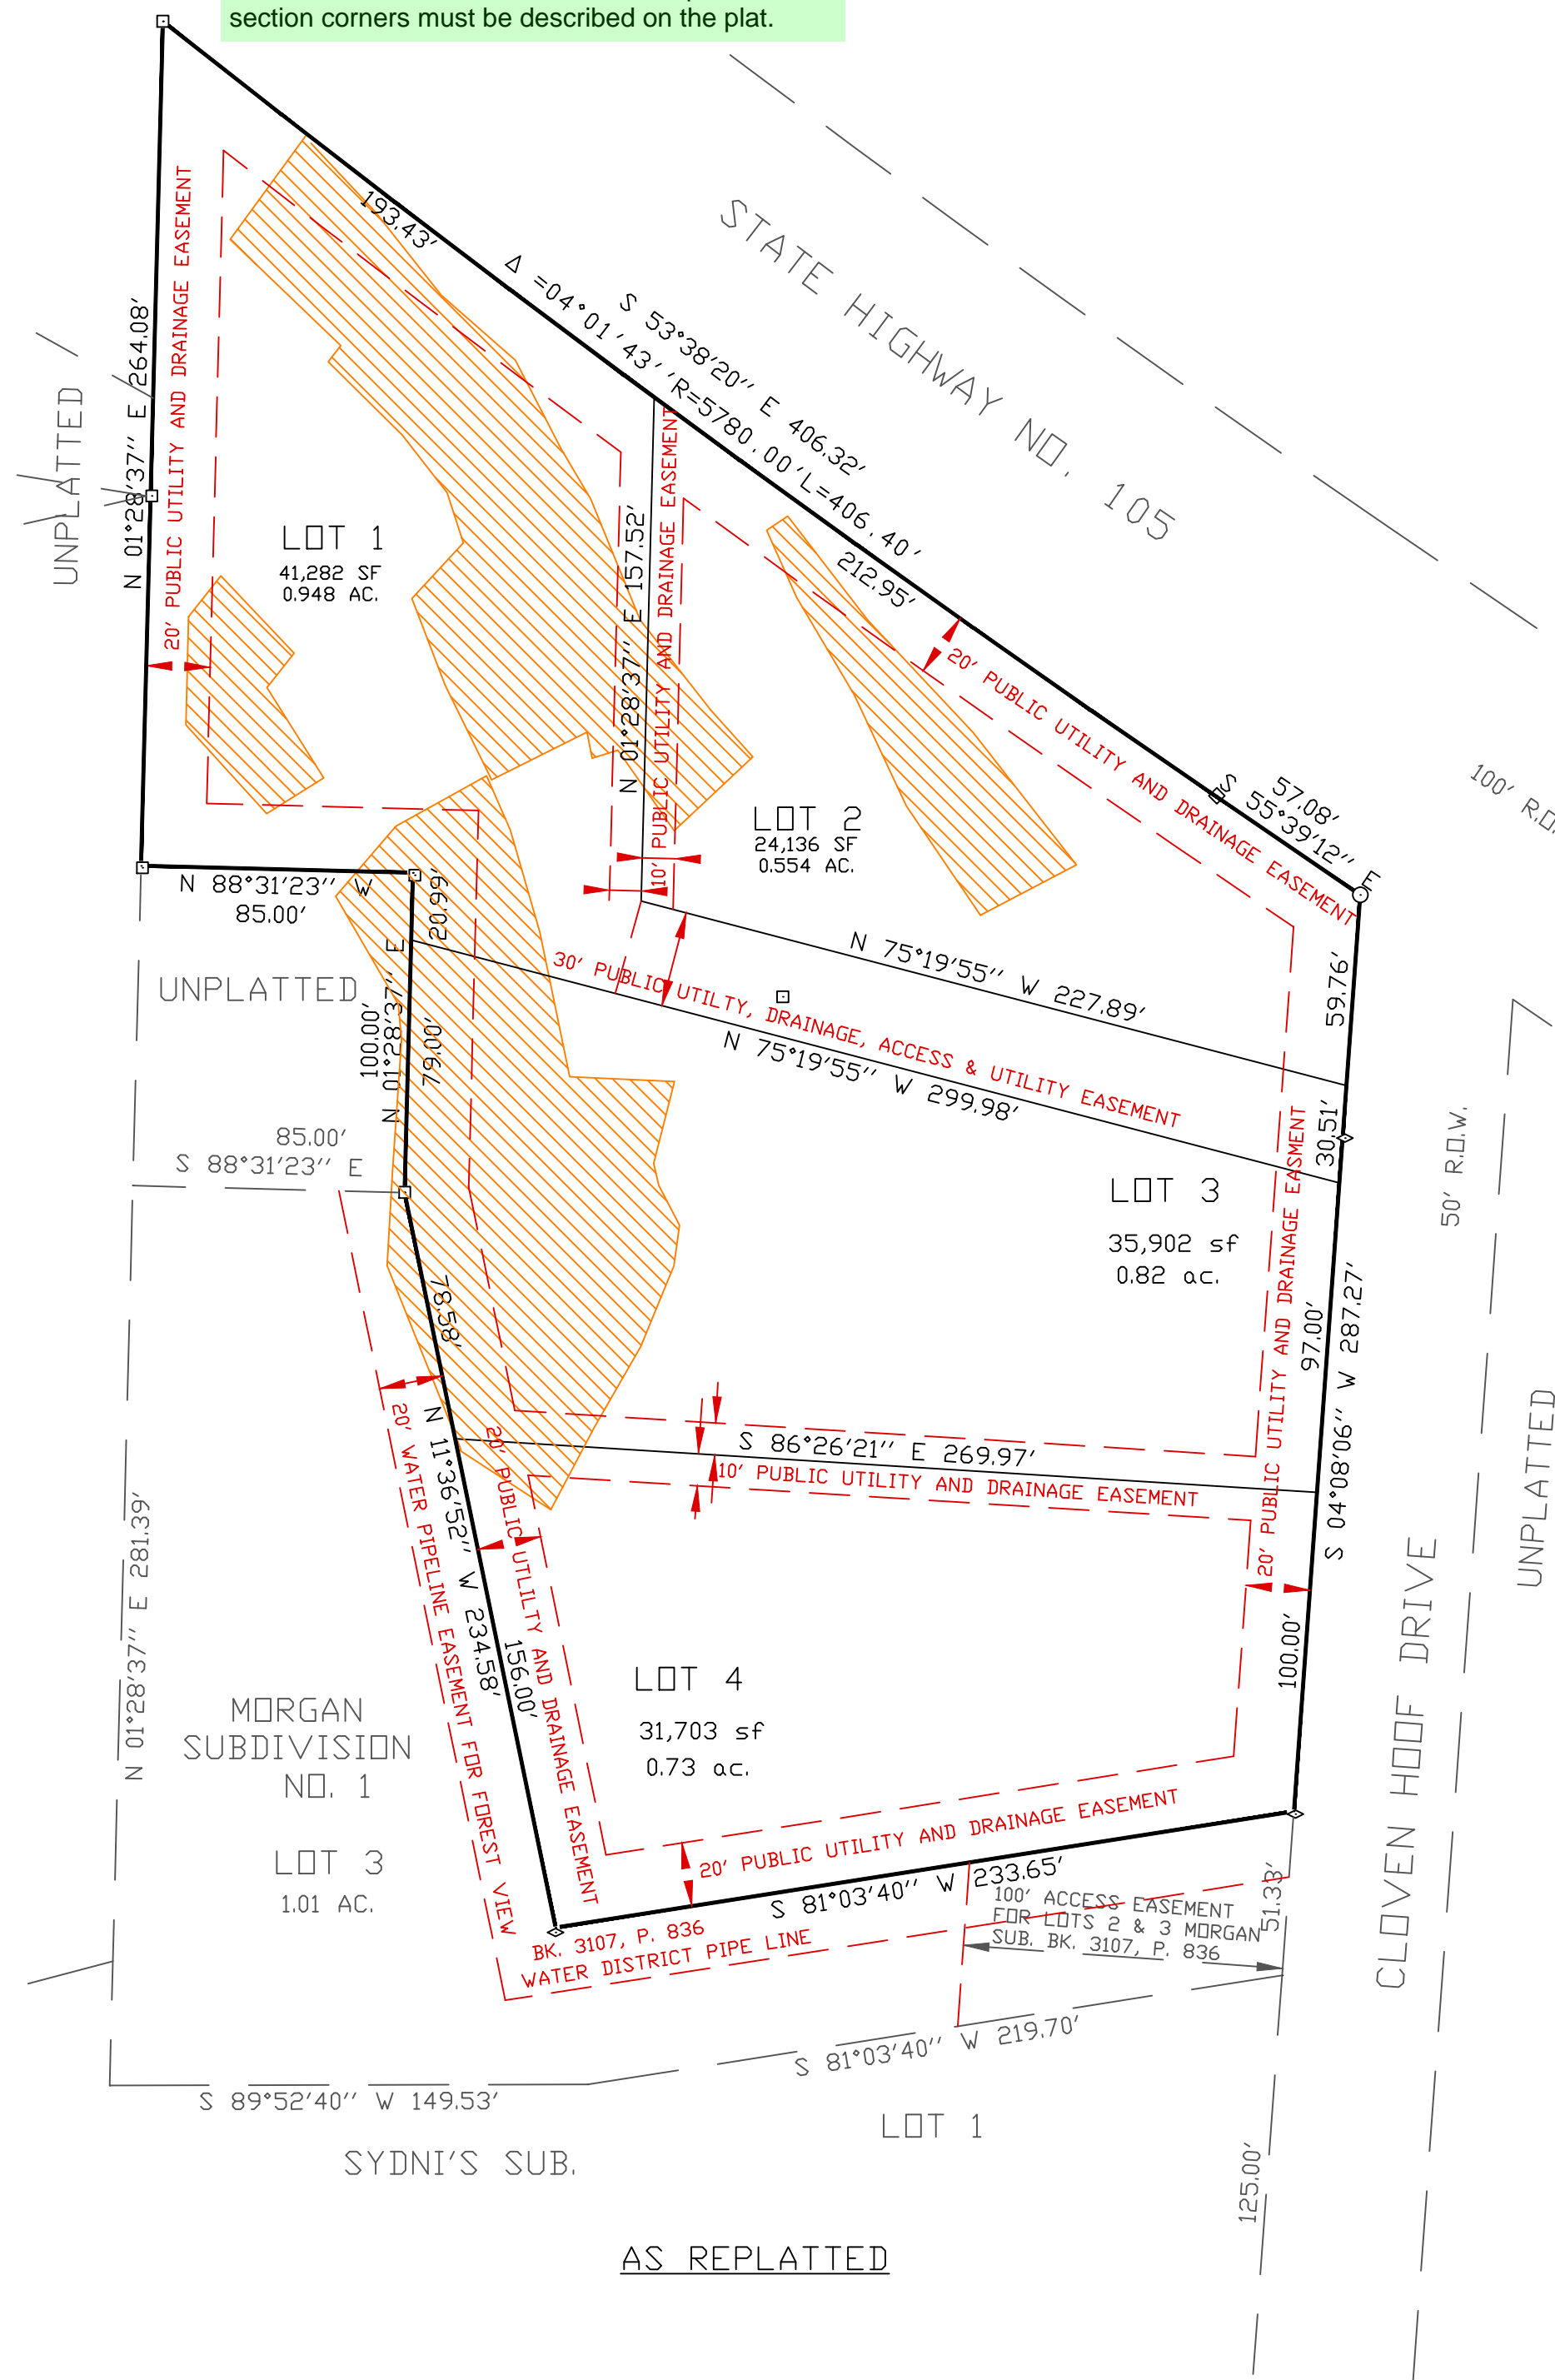 section corners must be described on the plat.
STATE HIGHWAY NO. 105
100' R.O.
193.43'
Δ =04°01'43''R=5780.00'L=406.40'
S 53°38'20'' E 406.32'
212.95'
57.08'
S 55°39'12'' E
20' PUBLIC UTILITY AND DRAINAGE EASEMENT
UNPLATTED
N 01°28'37'' E 264.08'
20' PUBLIC UTILITY AND DRAINAGE EASEMENT
LOT 1
41,282 SF
0.948 AC.
N 01°28'37'' E 157.52'
10' PUBLIC UTILITY AND DRAINAGE EASEMENT
LOT 2
24,136 SF
0.554 AC.
N 88°31'23'' W
85.00'
20.99'
UNPLATTED
100.00'
N 01°28'37'' E
79.00'
N 75°19'55'' W 227.89'
30' PUBLIC UTILTY, DRAINAGE, ACCESS & UTILITY EASEMENT
N 75°19'55'' W 299.98'
59.76'
30.51'
85.00'
S 88°31'23'' E
LOT 3
35,902 sf
0.82 ac.
20' PUBLIC UTILITY AND DRAINAGE EASMENT
97.00'
S 04°08'06'' W 287.27'
50' R.O.W.
UNPLATTED
CLOVEN HOOF DRIVE
78.58'
N 11°36'52'' W 234.58'
156.00'
20' WATER PIPELINE EASEMENT FOR FOREST VIEW
20' PUBLIC UTLILTY AND DRAINAGE EASEMENT
S 86°26'21'' E 269.97'
10' PUBLIC UTILITY AND DRAINAGE EASEMENT
100.00'
N 01°28'37'' E 281.39'
MORGAN
SUBDIVISION
NO. 1
LOT 3
1.01 AC.
LOT 4
31,703 sf
0.73 ac.
20' PUBLIC UTILITY AND DRAINAGE EASEMENT
S 81°03'40'' W 233.65'
BK. 3107, P. 836
WATER DISTRICT PIPE LINE
100' ACCESS EASEMENT
FOR LOTS 2 & 3 MORGAN
SUB. BK. 3107, P. 836
51.33'
S 81°03'40'' W 219.70'
S 89°52'40'' W 149.53'
LOT 1
SYDNI'S SUB.
125.00'
AS REPLATTED